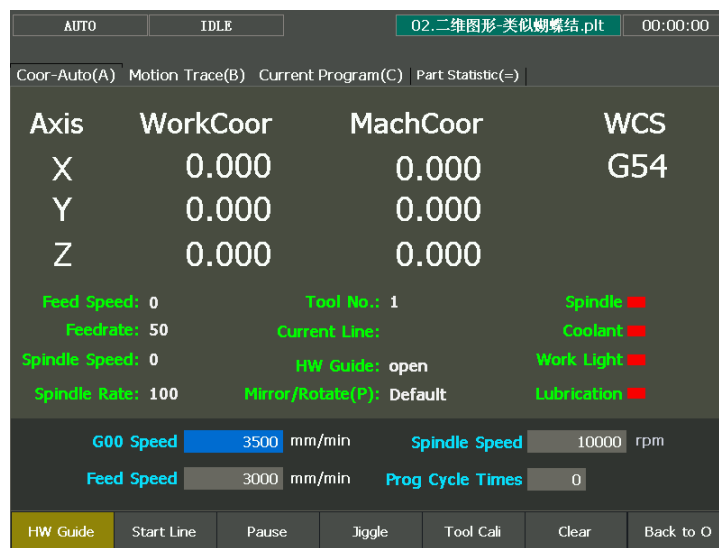 AUTO IDLE 02.二维图形-类似蝴蝶结.plt 00:00:00
Coor-Auto(A) Motion Trace(B) Current Program(C) Part Statistic(=)
Axis WorkCoor MachCoor WCS
X 0.000 0.000 G54
Y 0.000 0.000
Z 0.000 0.000
Feed Speed: 0 Tool No.: 1 Spindle
Feedrate: 50 Current Line: Coolant
Spindle Speed: 0 HW Guide: open Work Light
Spindle Rate: 100 Mirror/Rotate(P): Default Lubrication
G00 Speed 3500 mm/min Spindle Speed 10000 rpm
Feed Speed 3000 mm/min Prog Cycle Times 0
HW Guide Start Line Pause Jiggle Tool Cali Clear Back to O